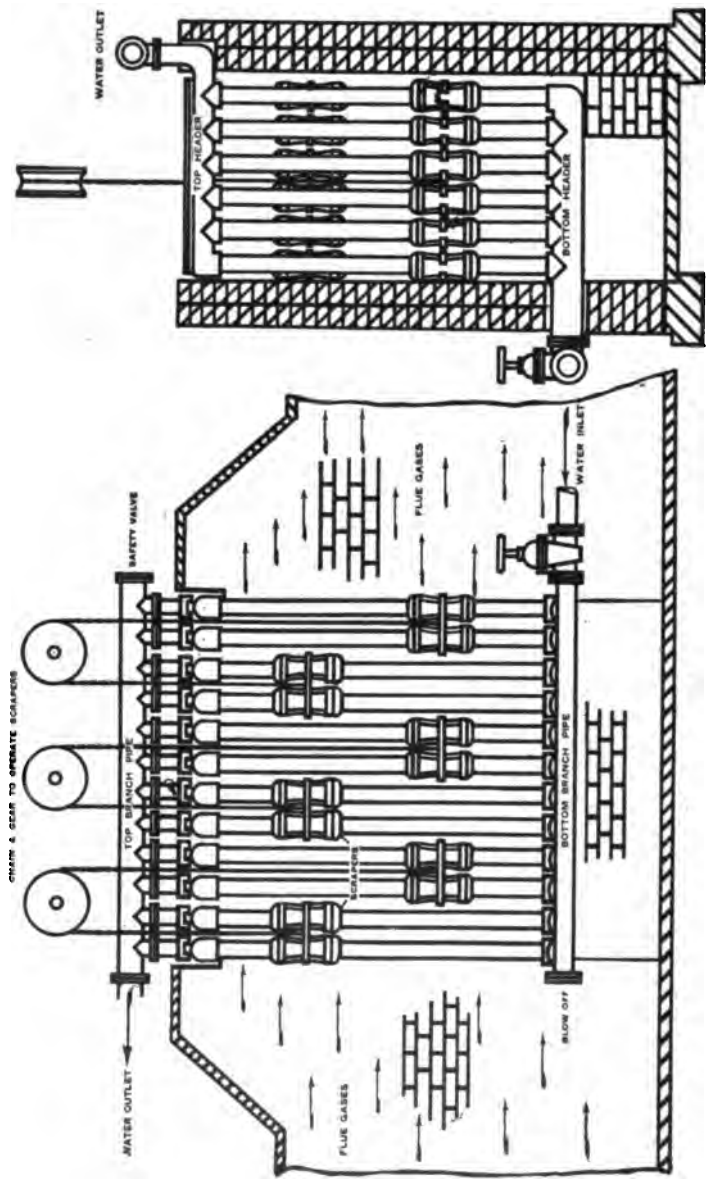 CHAIN & GEAR TO OPERATE SCRAPERS
WATER OUTLET
TOP BRANCH PIPE
SAFETY VALVE
SCRAPERS
FLUE GASES
FLUE GASES
BLOW OFF
BOTTOM BRANCH PIPE
WATER INLET
WATER OUTLET
TOP HEADER
BOTTOM HEADER